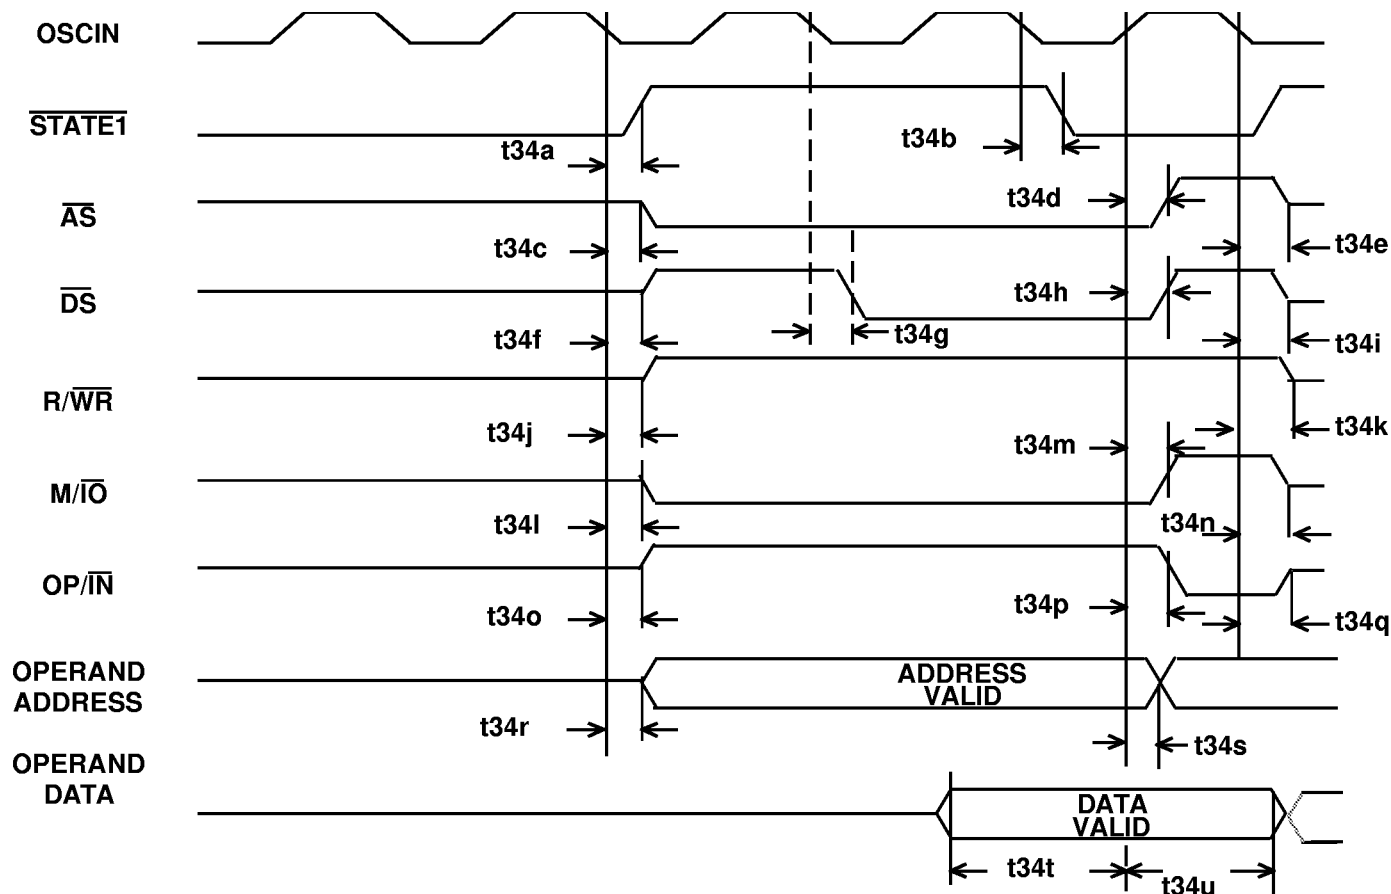 OSCIN
STATE1
t34a
t34b
AS
t34d
t34c
t34e
DS
t34h
t34f
t34g
t34i
R/WR
t34j
t34m
t34k
M/IO
t34l
t34n
OP/IN
t34o
t34p
t34q
OPERAND
ADDRESS
ADDRESS
VALID
t34r
t34s
OPERAND
DATA
DATA
VALID
t34t
t34u